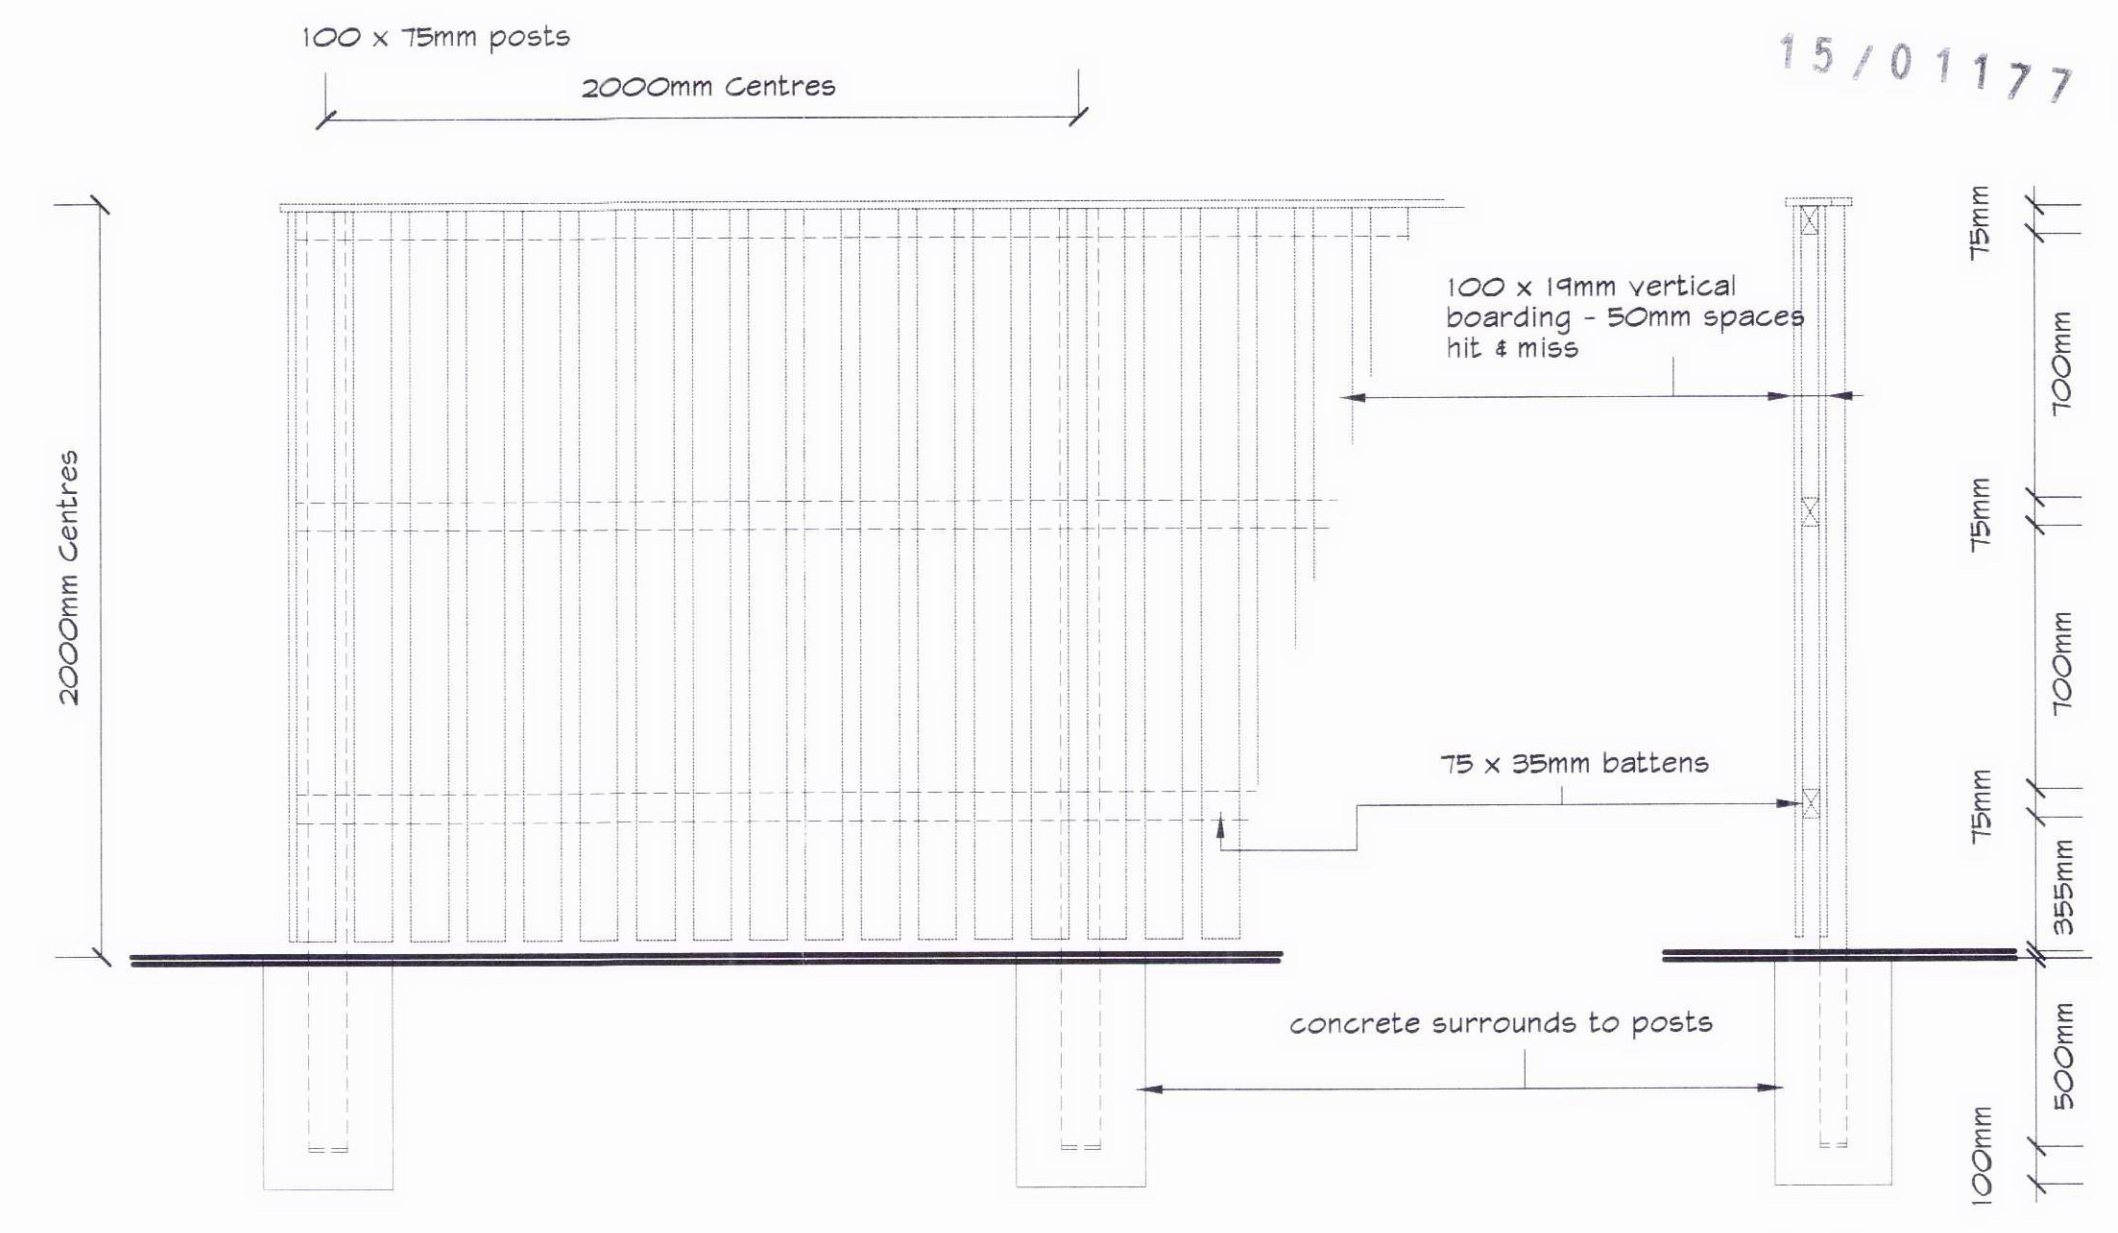 100 x 75mm posts
2000mm Centres
15/01177
2000mm Centres
100 x 19mm vertical
boarding - 50mm spaces
hit & miss
75 x 35mm battens
concrete surrounds to posts
75mm
700mm
75mm
700mm
75mm
355mm
500mm
100mm